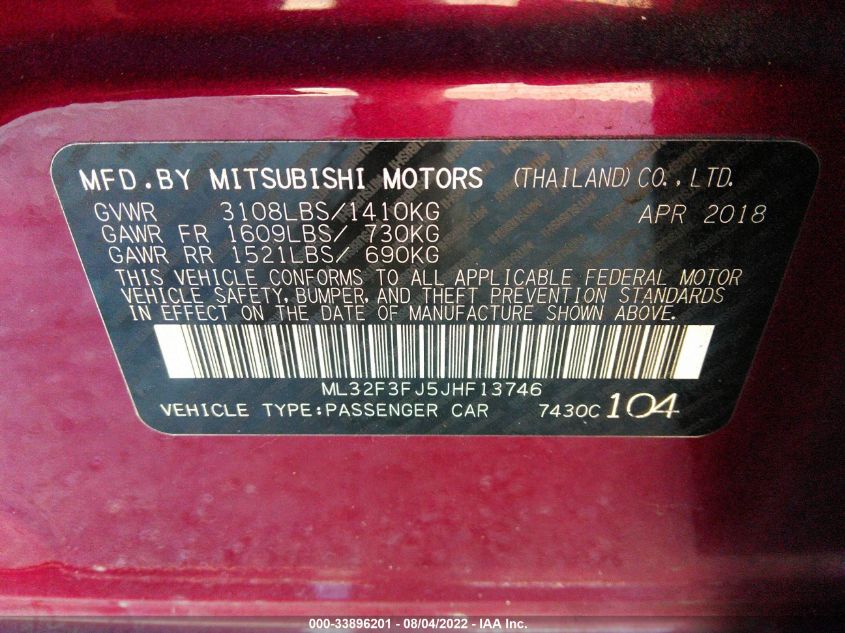 MFD.BY MITSUBISHI MOTORS (THAILAND) CO., LTD.
GVWR 3108LBS/1410KG APR 2018
GAWR FR 1609LBS/ 730KG
GAWR RR 1521LBS/ 690KG
THIS VEHICLE CONFORMS TO ALL APPLICABLE FEDERAL MOTOR
VEHICLE SAFETY, BUMPER, AND THEFT PREVENTION STANDARDS
IN EFFECT ON THE DATE OF MANUFACTURE SHOWN ABOVE.
ML32F3FJ5JHF13746
VEHICLE TYPE:PASSENGER CAR 7430C 104
000-33896201 - 08/04/2022 - IAA Inc.